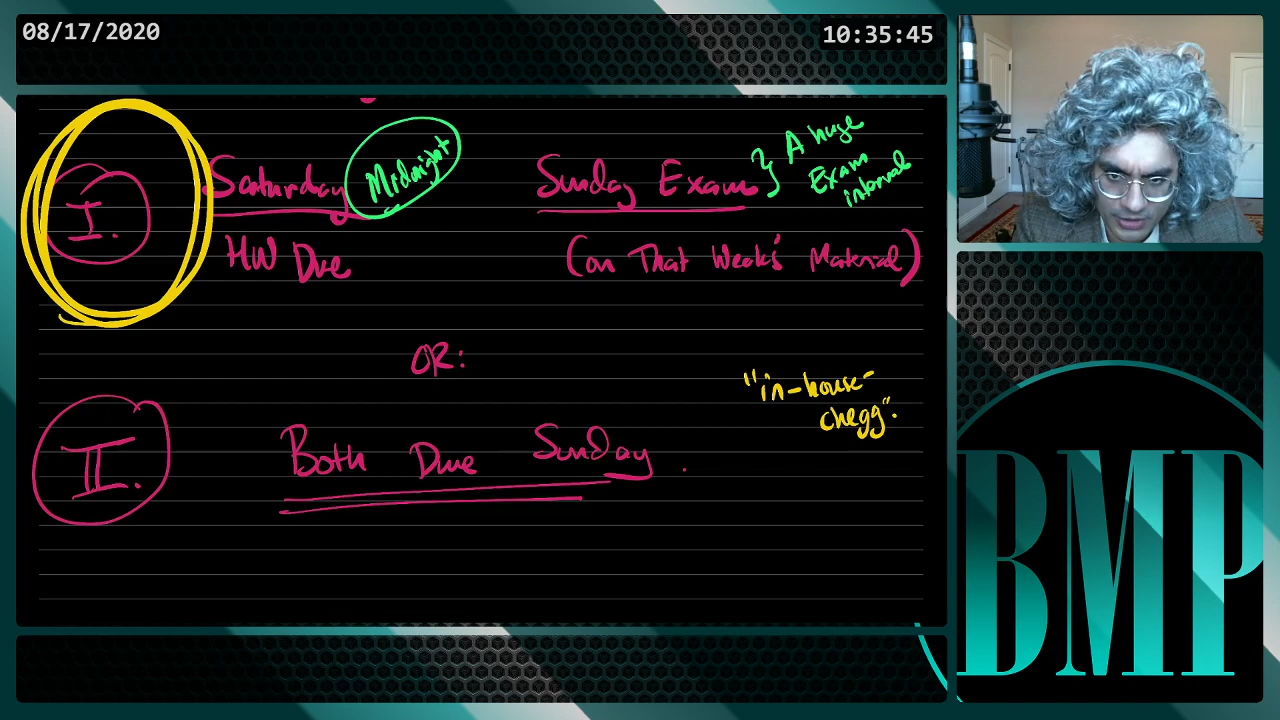 08/17/2020
10:35:45
I. Saturday Midnight Sunday Exam } A huge
Exam
interval
HW Due (on That Week's Material)
OR:
"in-house-
chegg".
II. Both Due Sunday.
BMP